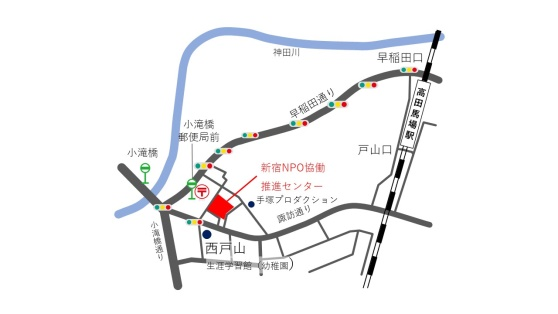 神田川
早稲田口
早稲田通り
高田馬場駅
小滝橋
郵便局前
小滝橋
戸山口
新宿NPO協働
推進センター
手塚プロダクション
諏訪通り
小滝橋通り
西戸山
生涯学習館(幼稚園)